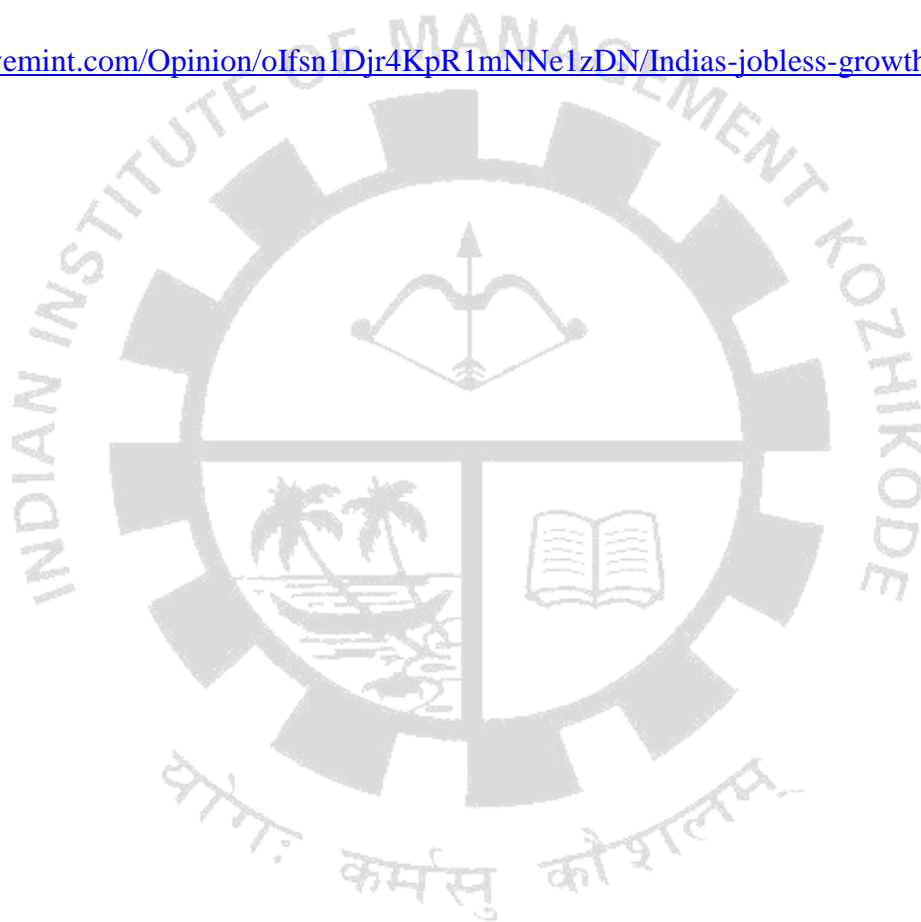 emint.com/Opinion/oIfsn1Djr4KpR1mNNe1zDN/Indias-jobless-growth
INDIAN INSTITUTE OF MANAGEMENT KOZHIKODE
योगः कर्मसु कौशलम्